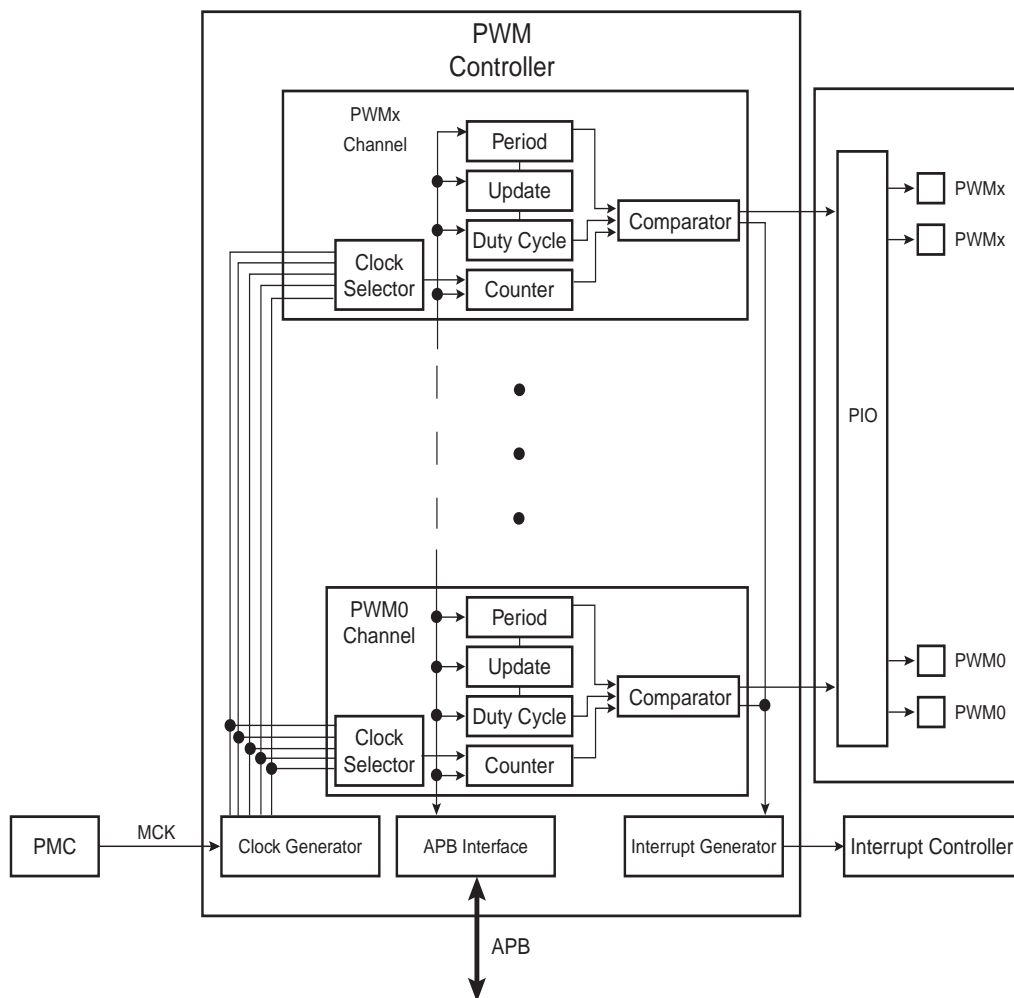 PWM
Controller
PWMx
Channel
Period
Update
Duty Cycle
Clock
Selector
Counter
Comparator
PIO
PWMx
PWMx
PWM0
Channel
Period
Update
Duty Cycle
Clock
Selector
Counter
Comparator
PWM0
PWM0
PMC
MCK
Clock Generator
APB Interface
Interrupt Generator
Interrupt Controller
APB